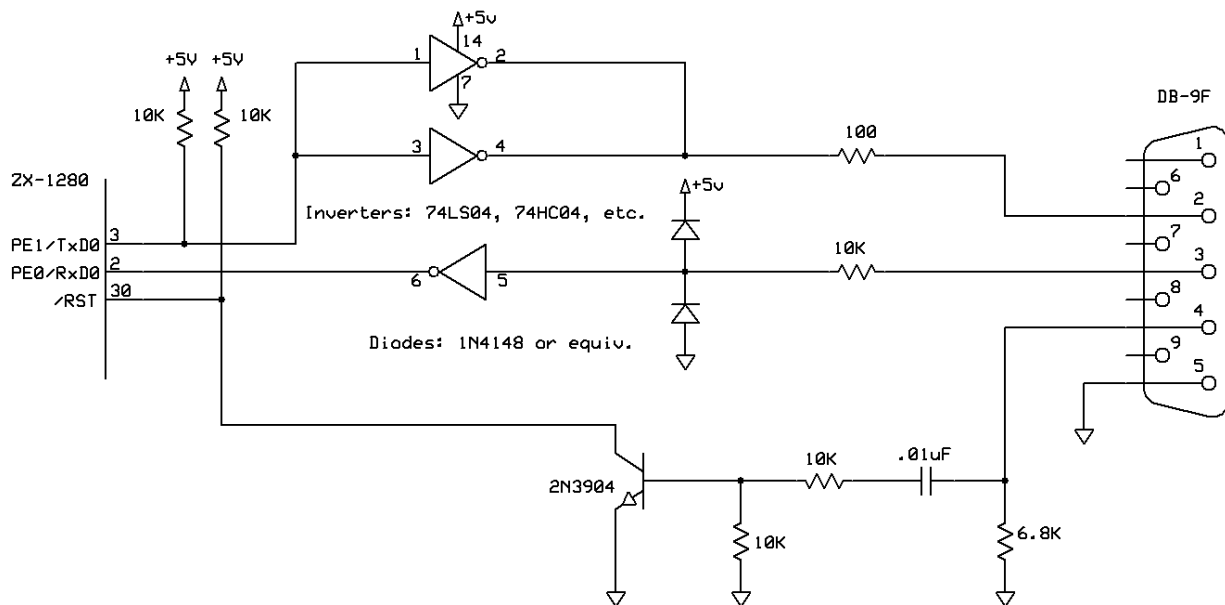 +5v
14
1
2
7
+5V
+5V
10K
10K
DB-9F
100
1
3
4
ZX-1280
6
+5v
Inverters: 74LS04, 74HC04, etc.
2
PE1/TxD0
3
7
10K
PE0/RxD0
2
6
5
3
/RST
30
8
4
Diodes: 1N4148 or equiv.
9
5
10K
.01uF
2N3904
10K
6.8K